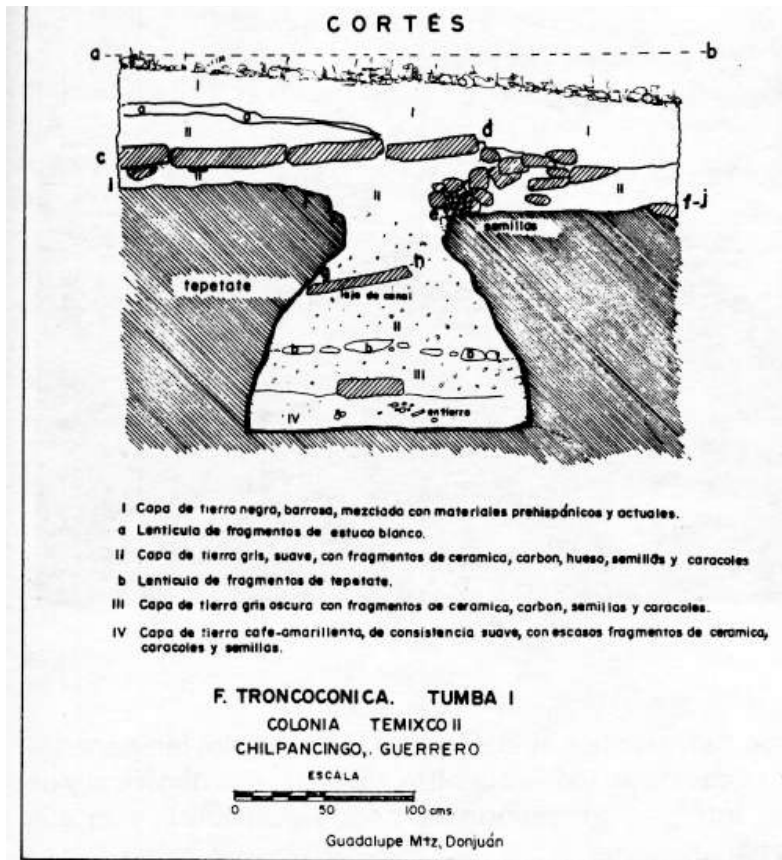 CORTÉS
a b
I
a a I
II d I
c
II II
I II f-j
e
semillas
tepetate h
laja de canal
II
b b b
III
IV entierro
I Capa de tierra negra, barrosa, mezclada con materiales prehispánicos y actuales.
a Lentícula de fragmentos de estuco blanco.
II Capa de tierra gris, suave, con fragmentos de ceramica, carbon, hueso, semillas y caracoles
b Lenticula de fragmentos de tepetate.
III Capa de tierra gris oscura con fragmentos de ceramica, carbon, semillas y caracoles.
IV Capa de tierra cafe-amarillenta, de consistencia suave, con escasos fragmentos de cerámica,
caracoles y semillas.
F. TRONCOCONICA. TUMBA I
COLONIA TEMIXCO II
CHILPANCINGO, GUERRERO
ESCALA
0 50 100 cms
Guadalupe Mtz, Donjuán